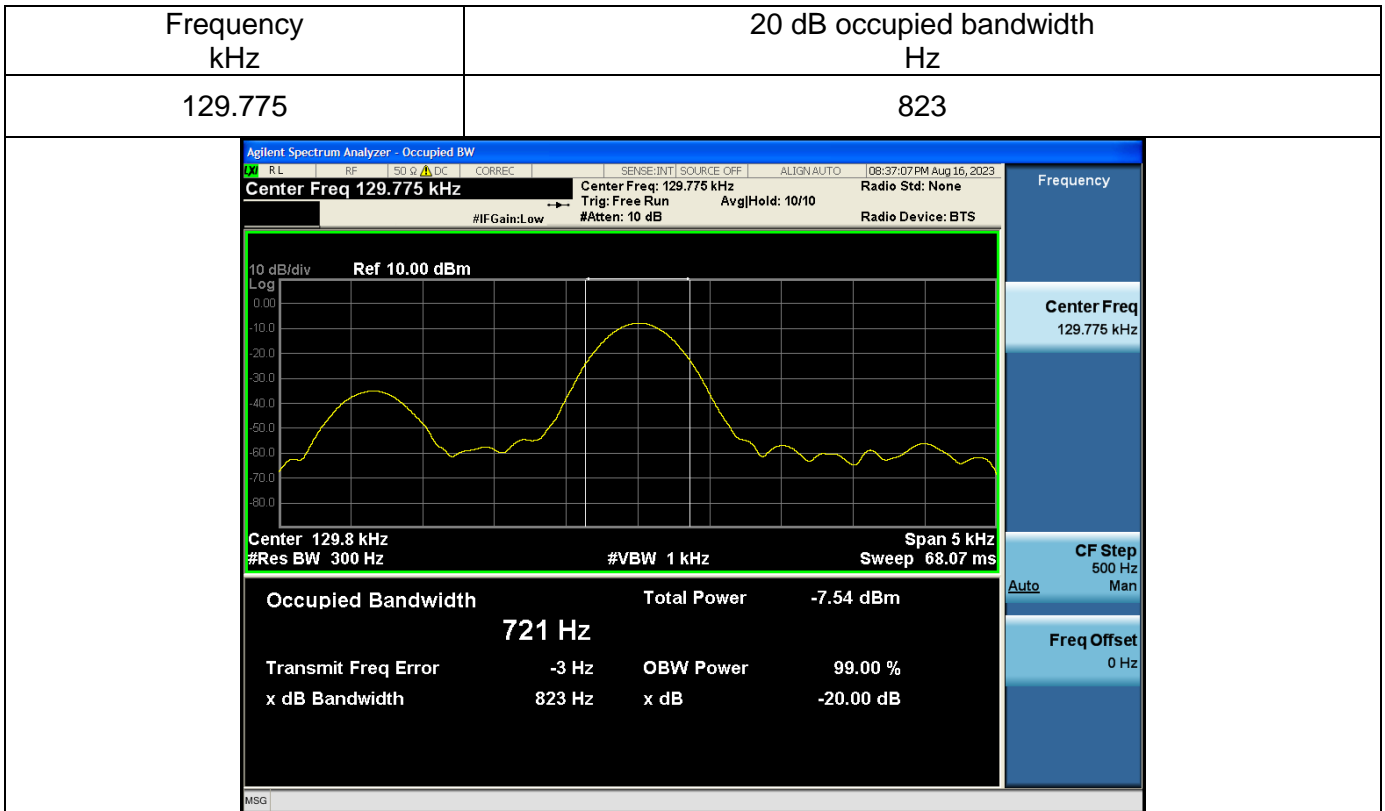 Frequency
kHz
20 dB occupied bandwidth
Hz
129.775
823
Agilent Spectrum Analyzer - Occupied BW
LXI RL RF 50 Ω DC CORREC SENSE:INT SOURCE OFF ALIGN AUTO 08:37:07 PM Aug 16, 2023
Center Freq 129.775 kHz
Center Freq: 129.775 kHz
Radio Std: None
Trig: Free Run Avg|Hold: 10/10
#IFGain:Low
#Atten: 10 dB
Radio Device: BTS
10 dB/div Ref 10.00 dBm
Log
0.00
-10.0
-20.0
-30.0
-40.0
-50.0
-60.0
-70.0
-80.0
Center 129.8 kHz Span 5 kHz
#Res BW 300 Hz #VBW 1 kHz Sweep 68.07 ms
Occupied Bandwidth Total Power -7.54 dBm
721 Hz
Transmit Freq Error -3 Hz OBW Power 99.00 %
x dB Bandwidth 823 Hz x dB -20.00 dB
MSG
Frequency
Center Freq
129.775 kHz
CF Step
500 Hz
Auto Man
Freq Offset
0 Hz